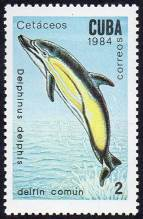 Cetáceos
CUBA
1984
correos
Delphinus delphis
delfín común
2